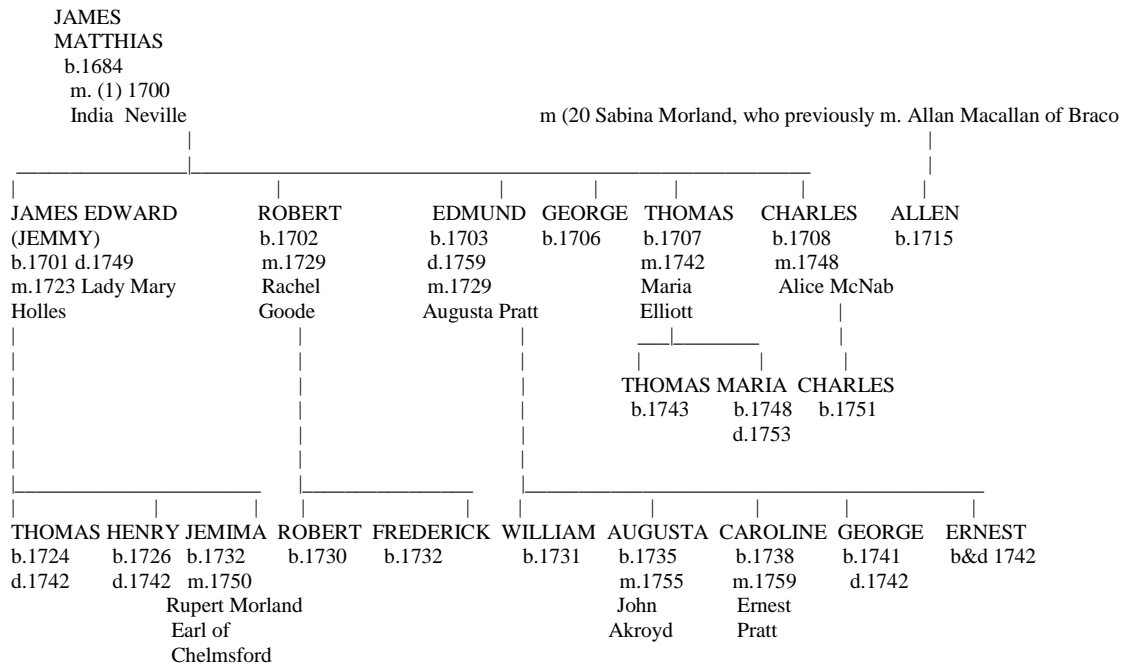 JAMES
MATTHIAS
b.1684
m. (1) 1700
India Neville
m (20 Sabina Morland, who previously m. Allan Macallan of Braco
JAMES EDWARD ROBERT EDMUND GEORGE THOMAS CHARLES ALLEN
(JEMMY) b.1702 b.1703 b.1706 b.1707 b.1708 b.1715
b.1701 d.1749 m.1729 d.1759 m.1742 m.1748
m.1723 Lady Mary Rachel m.1729 Maria Alice McNab
Holles Goode Augusta Pratt Elliott
THOMAS MARIA CHARLES
b.1743 b.1748 b.1751
d.1753
THOMAS HENRY JEMIMA ROBERT FREDERICK WILLIAM AUGUSTA CAROLINE GEORGE ERNEST
b.1724 b.1726 b.1732 b.1730 b.1732 b.1731 b.1735 b.1738 b.1741 b&d 1742
d.1742 d.1742 m.1750 m.1755 m.1759 d.1742
Rupert Morland John Ernest
Earl of Akroyd Pratt
Chelmsford